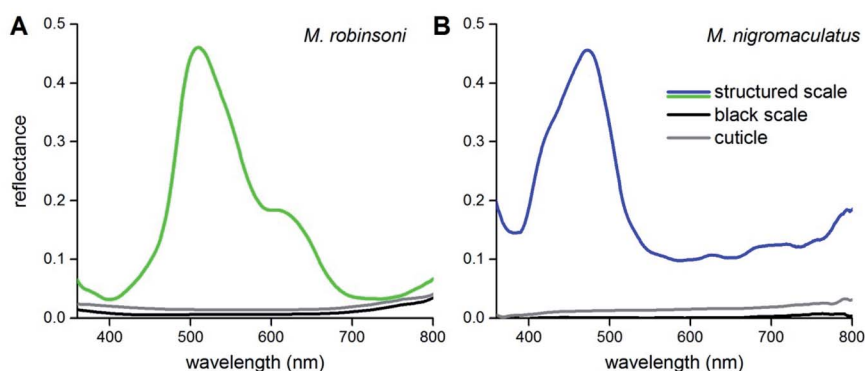 A
M. robinsoni
0.5
0.4
0.3
0.2
0.1
0.0
reflectance
400 500 600 700 800
wavelength (nm)
B
M. nigromaculatus
0.5
0.4
0.3
0.2
0.1
0.0
structured scale
black scale
cuticle
400 500 600 700 800
wavelength (nm)